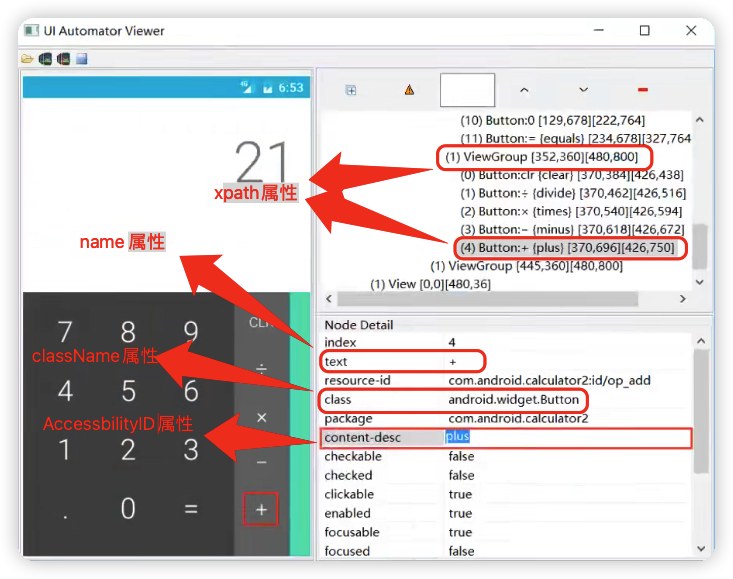 UI Automator Viewer
4G 6:53
21
xpath属性
name 属性
className属性
AccessbilityID属性
7 8 9 CLR
÷
4 5 6 ×
1 2 3 −
. 0 = +
(10) Button:0 [129,678][222,764]
(11) Button:= {equals} [234,678][327,764
(1) ViewGroup [352,360][480,800]
(0) Button:clr {clear} [370,384][426,438]
(1) Button:÷ {divide} [370,462][426,516]
(2) Button:× {times} [370,540][426,594]
(3) Button:− {minus} [370,618][426,672]
(4) Button:+ {plus} [370,696][426,750]
(1) ViewGroup [445,360][480,800]
(1) View [0,0][480,36]
Node Detail
index 4
text +
resource-id com.android.calculator2:id/op_add
class android.widget.Button
package com.android.calculator2
content-desc plus
checkable false
checked false
clickable true
enabled true
focusable true
focused false